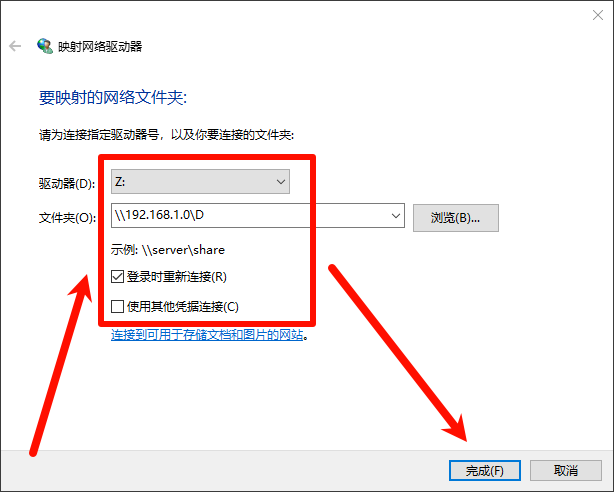 映射网络驱动器
要映射的网络文件夹:
请为连接指定驱动器号，以及你要连接的文件夹:
驱动器(D): Z:
文件夹(O): \\192.168.1.0\D 浏览(B)...
示例: \\server\share
登录时重新连接(R)
使用其他凭据连接(C)
连接到可用于存储文档和图片的网站。
完成(F) 取消